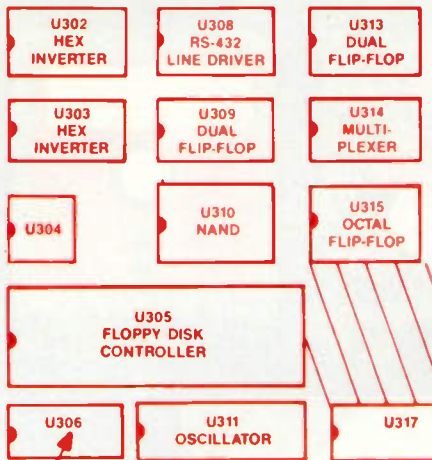 U302
HEX
INVERTER
U308
RS-432
LINE DRIVER
U313
DUAL
FLIP-FLOP
U303
HEX
INVERTER
U309
DUAL
FLIP-FLOP
U314
MULTI-
PLEXER
U304
U310
NAND
U315
OCTAL
FLIP-FLOP
U305
FLOPPY DISK
CONTROLLER
U306
U311
OSCILLATOR
U317